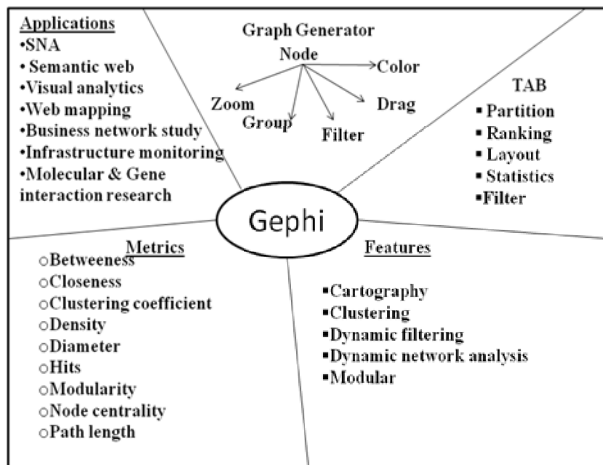 Applications
•SNA
• Semantic web
•Visual analytics
•Web mapping
•Business network study
•Infrastructure monitoring
•Molecular & Gene
interaction research
Graph Generator
Node
Color
Zoom
Drag
Group
Filter
TAB
▪ Partition
▪ Ranking
▪ Layout
▪ Statistics
▪Filter
Gephi
Metrics
○Betweeness
○Closeness
○Clustering coefficient
○Density
○Diameter
○Hits
○Modularity
○Node centrality
○Path length
Features
▪Cartography
▪Clustering
▪Dynamic filtering
▪Dynamic network analysis
▪Modular